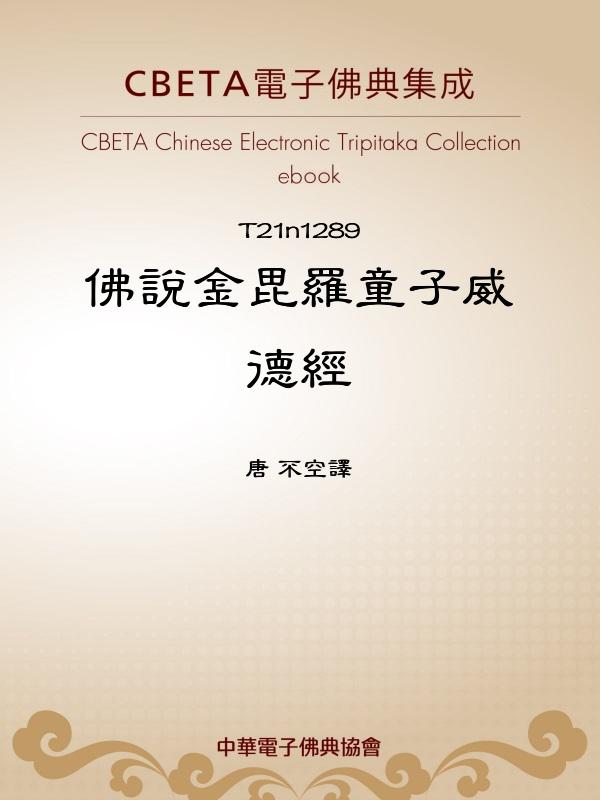 CBETA電子佛典集成
CBETA Chinese Electronic Tripitaka Collection
ebook
T21n1289
佛說金毘羅童子威
德經
唐 不空譯
中華電子佛典協會